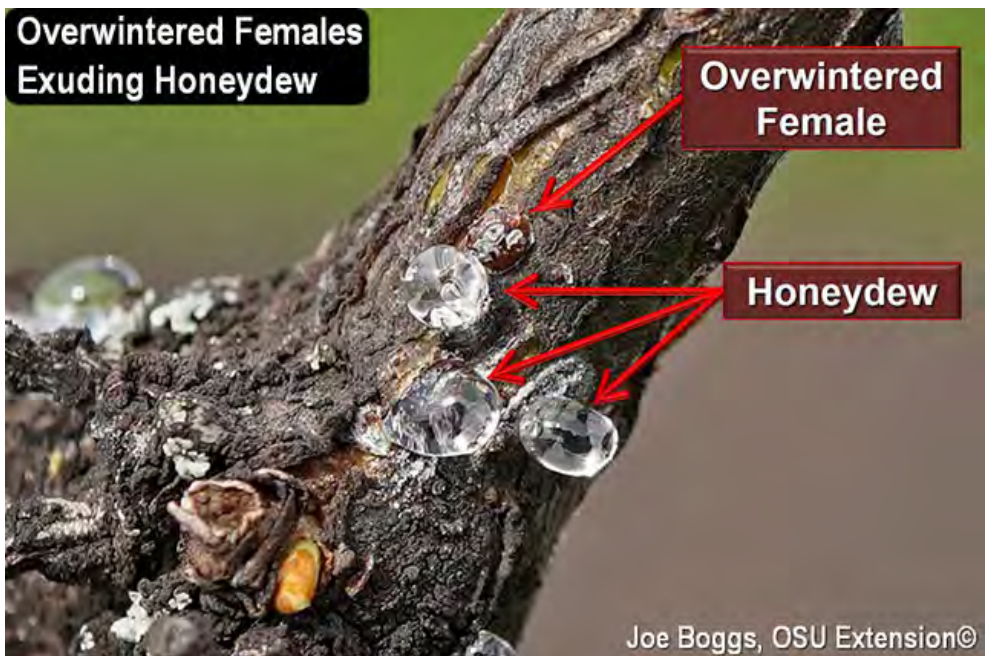 Overwintered Females
Exuding Honeydew
Overwintered
Female
Honeydew
Joe Boggs, OSU Extension©